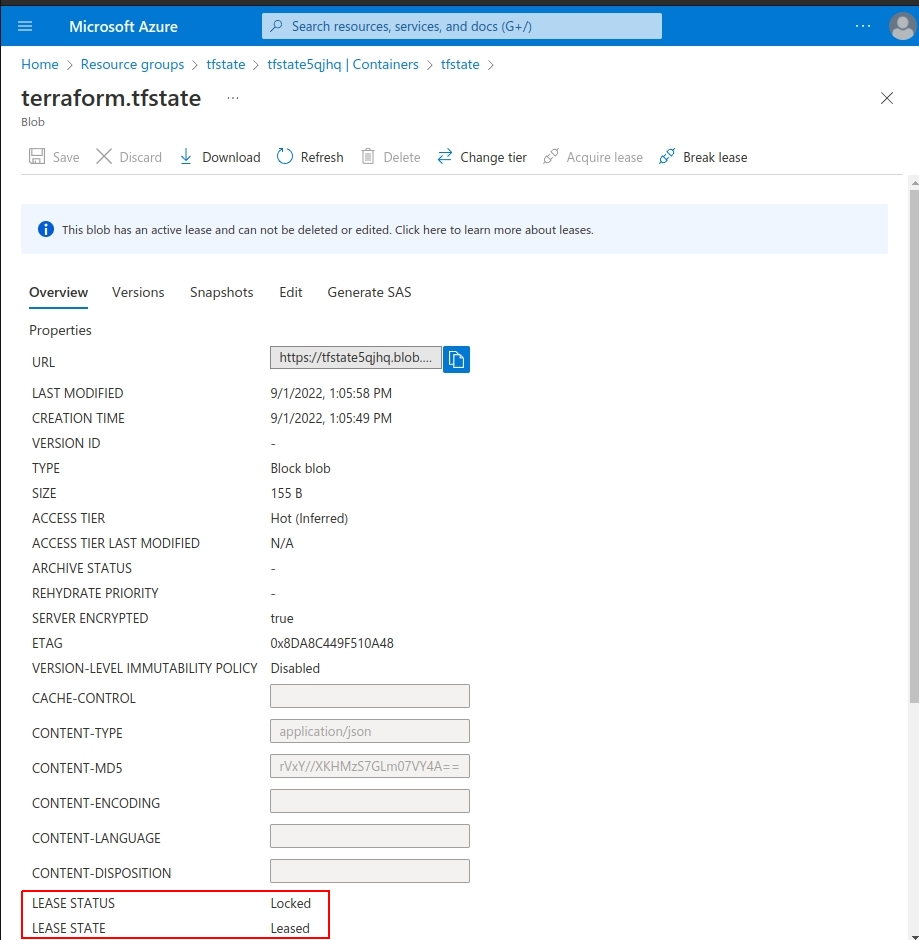 Microsoft Azure
Search resources, services, and docs (G+/)
Home > Resource groups > tfstate > tfstate5qjhq | Containers > tfstate >
terraform.tfstate ...
Blob
Save Discard Download Refresh Delete Change tier Acquire lease Break lease
This blob has an active lease and can not be deleted or edited. Click here to learn more about leases.
Overview Versions Snapshots Edit Generate SAS
Properties
URL https://tfstate5qjhq.blob....
LAST MODIFIED 9/1/2022, 1:05:58 PM
CREATION TIME 9/1/2022, 1:05:49 PM
VERSION ID -
TYPE Block blob
SIZE 155 B
ACCESS TIER Hot (Inferred)
ACCESS TIER LAST MODIFIED N/A
ARCHIVE STATUS -
REHYDRATE PRIORITY -
SERVER ENCRYPTED true
ETAG 0x8DA8C449F510A48
VERSION-LEVEL IMMUTABILITY POLICY Disabled
CACHE-CONTROL
CONTENT-TYPE application/json
CONTENT-MD5 rVxY//XKHMzS7GLm07VY4A==
CONTENT-ENCODING
CONTENT-LANGUAGE
CONTENT-DISPOSITION
LEASE STATUS Locked
LEASE STATE Leased